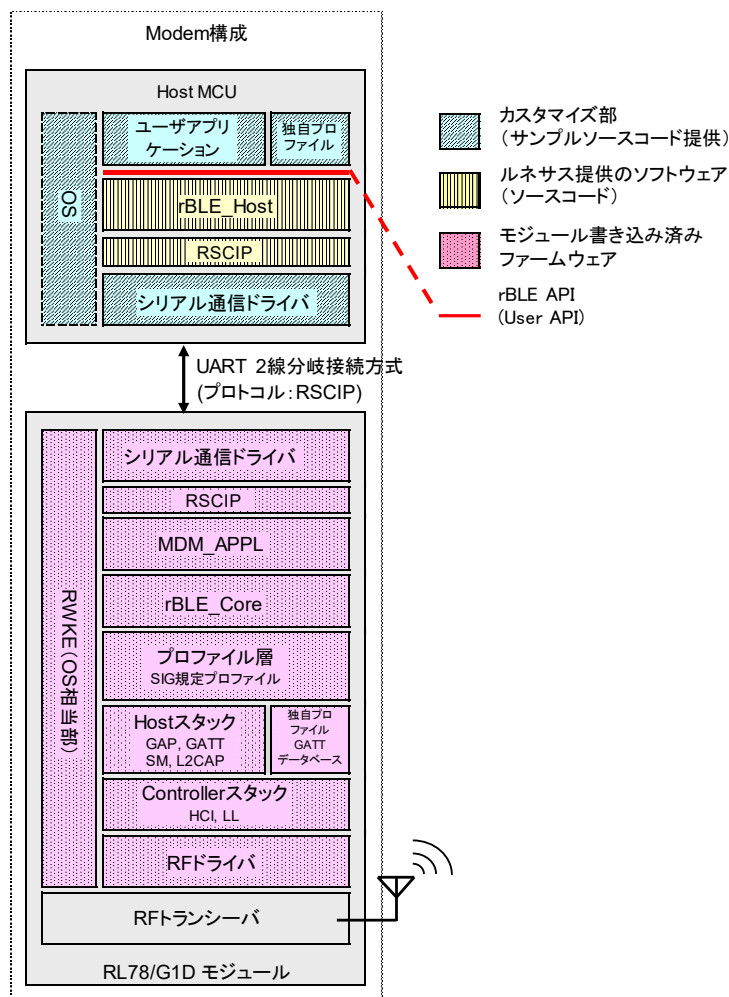 Modem構成
Host MCU
OS
ユーザアプリ
ケーション
独自プロ
ファイル
rBLE_Host
RSCIP
シリアル通信ドライバ
カスタマイズ部
（サンプルソースコード提供）
ルネサス提供のソフトウェア
（ソースコード）
モジュール書き込み済み
ファームウェア
rBLE API
(User API)
UART 2線分岐接続方式
(プロトコル：RSCIP)
RWKE（OS相当部）
シリアル通信ドライバ
RSCIP
MDM_APPL
rBLE_Core
プロファイル層
SIG規定プロファイル
Hostスタック
GAP, GATT
SM, L2CAP
独自プロ
ファイル
GATT
データベース
Controllerスタック
HCI, LL
RFドライバ
RFトランシーバ
RL78/G1D モジュール